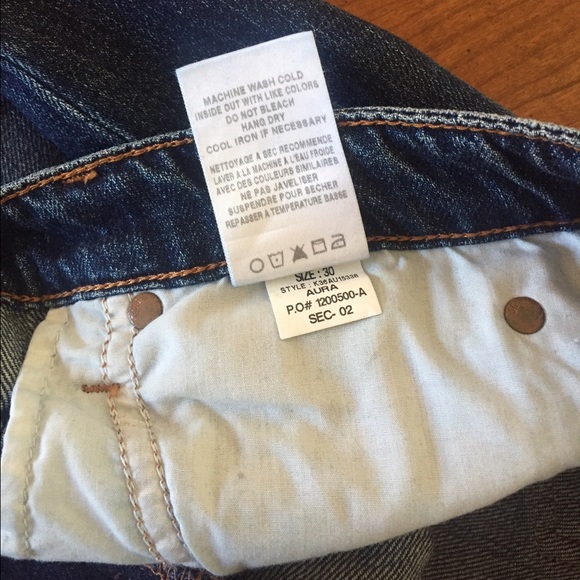 MACHINE WASH COLD
INSIDE OUT WITH LIKE COLORS
DO NOT BLEACH
HANG DRY
COOL IRON IF NECESSARY
NETTOYAGE A SEC RECOMMENDE
LAVER A LA MACHINE A L'EAU FROIDE
AVEC DES COULEURS SIMILAIRES
NE PAS JAVELISER
SUSPENDRE POUR SECHER
REPASSER A TEMPERATURE BASSE
SIZE: 30
STYLE: K36AU15338
AURA
P.O# 1200500-A
SEC- 02